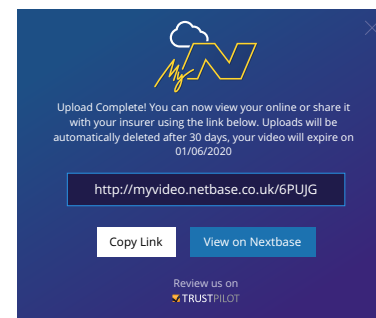 My N
Upload Complete! You can now view your online or share it
with your insurer using the link below. Uploads will be
automatically deleted after 30 days, your video will expire on
01/06/2020
http://myvideo.netbase.co.uk/6PUJG
Copy Link
View on Nextbase
Review us on
TRUSTPILOT